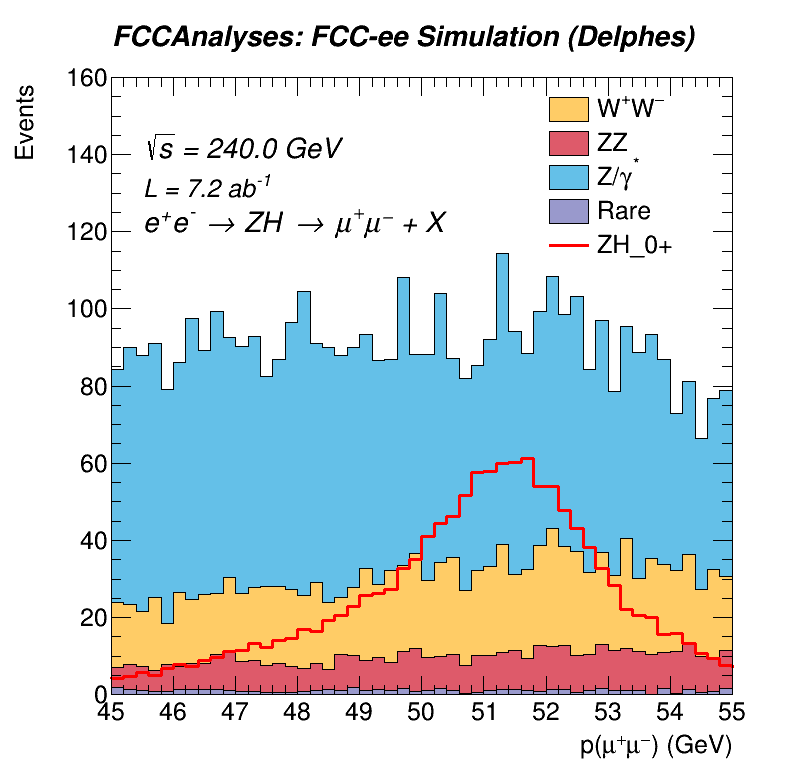 FCCAnalyses: FCC-ee Simulation (Delphes)
Events
160
140
120
100
80
60
40
20
0
√s = 240.0 GeV
L = 7.2 ab⁻¹
e⁺e⁻ → ZH → μ⁺μ⁻ + X
W⁺W⁻
ZZ
Z/γ*
Rare
ZH_0+
45 46 47 48 49 50 51 52 53 54 55
p(μ⁺μ⁻) (GeV)